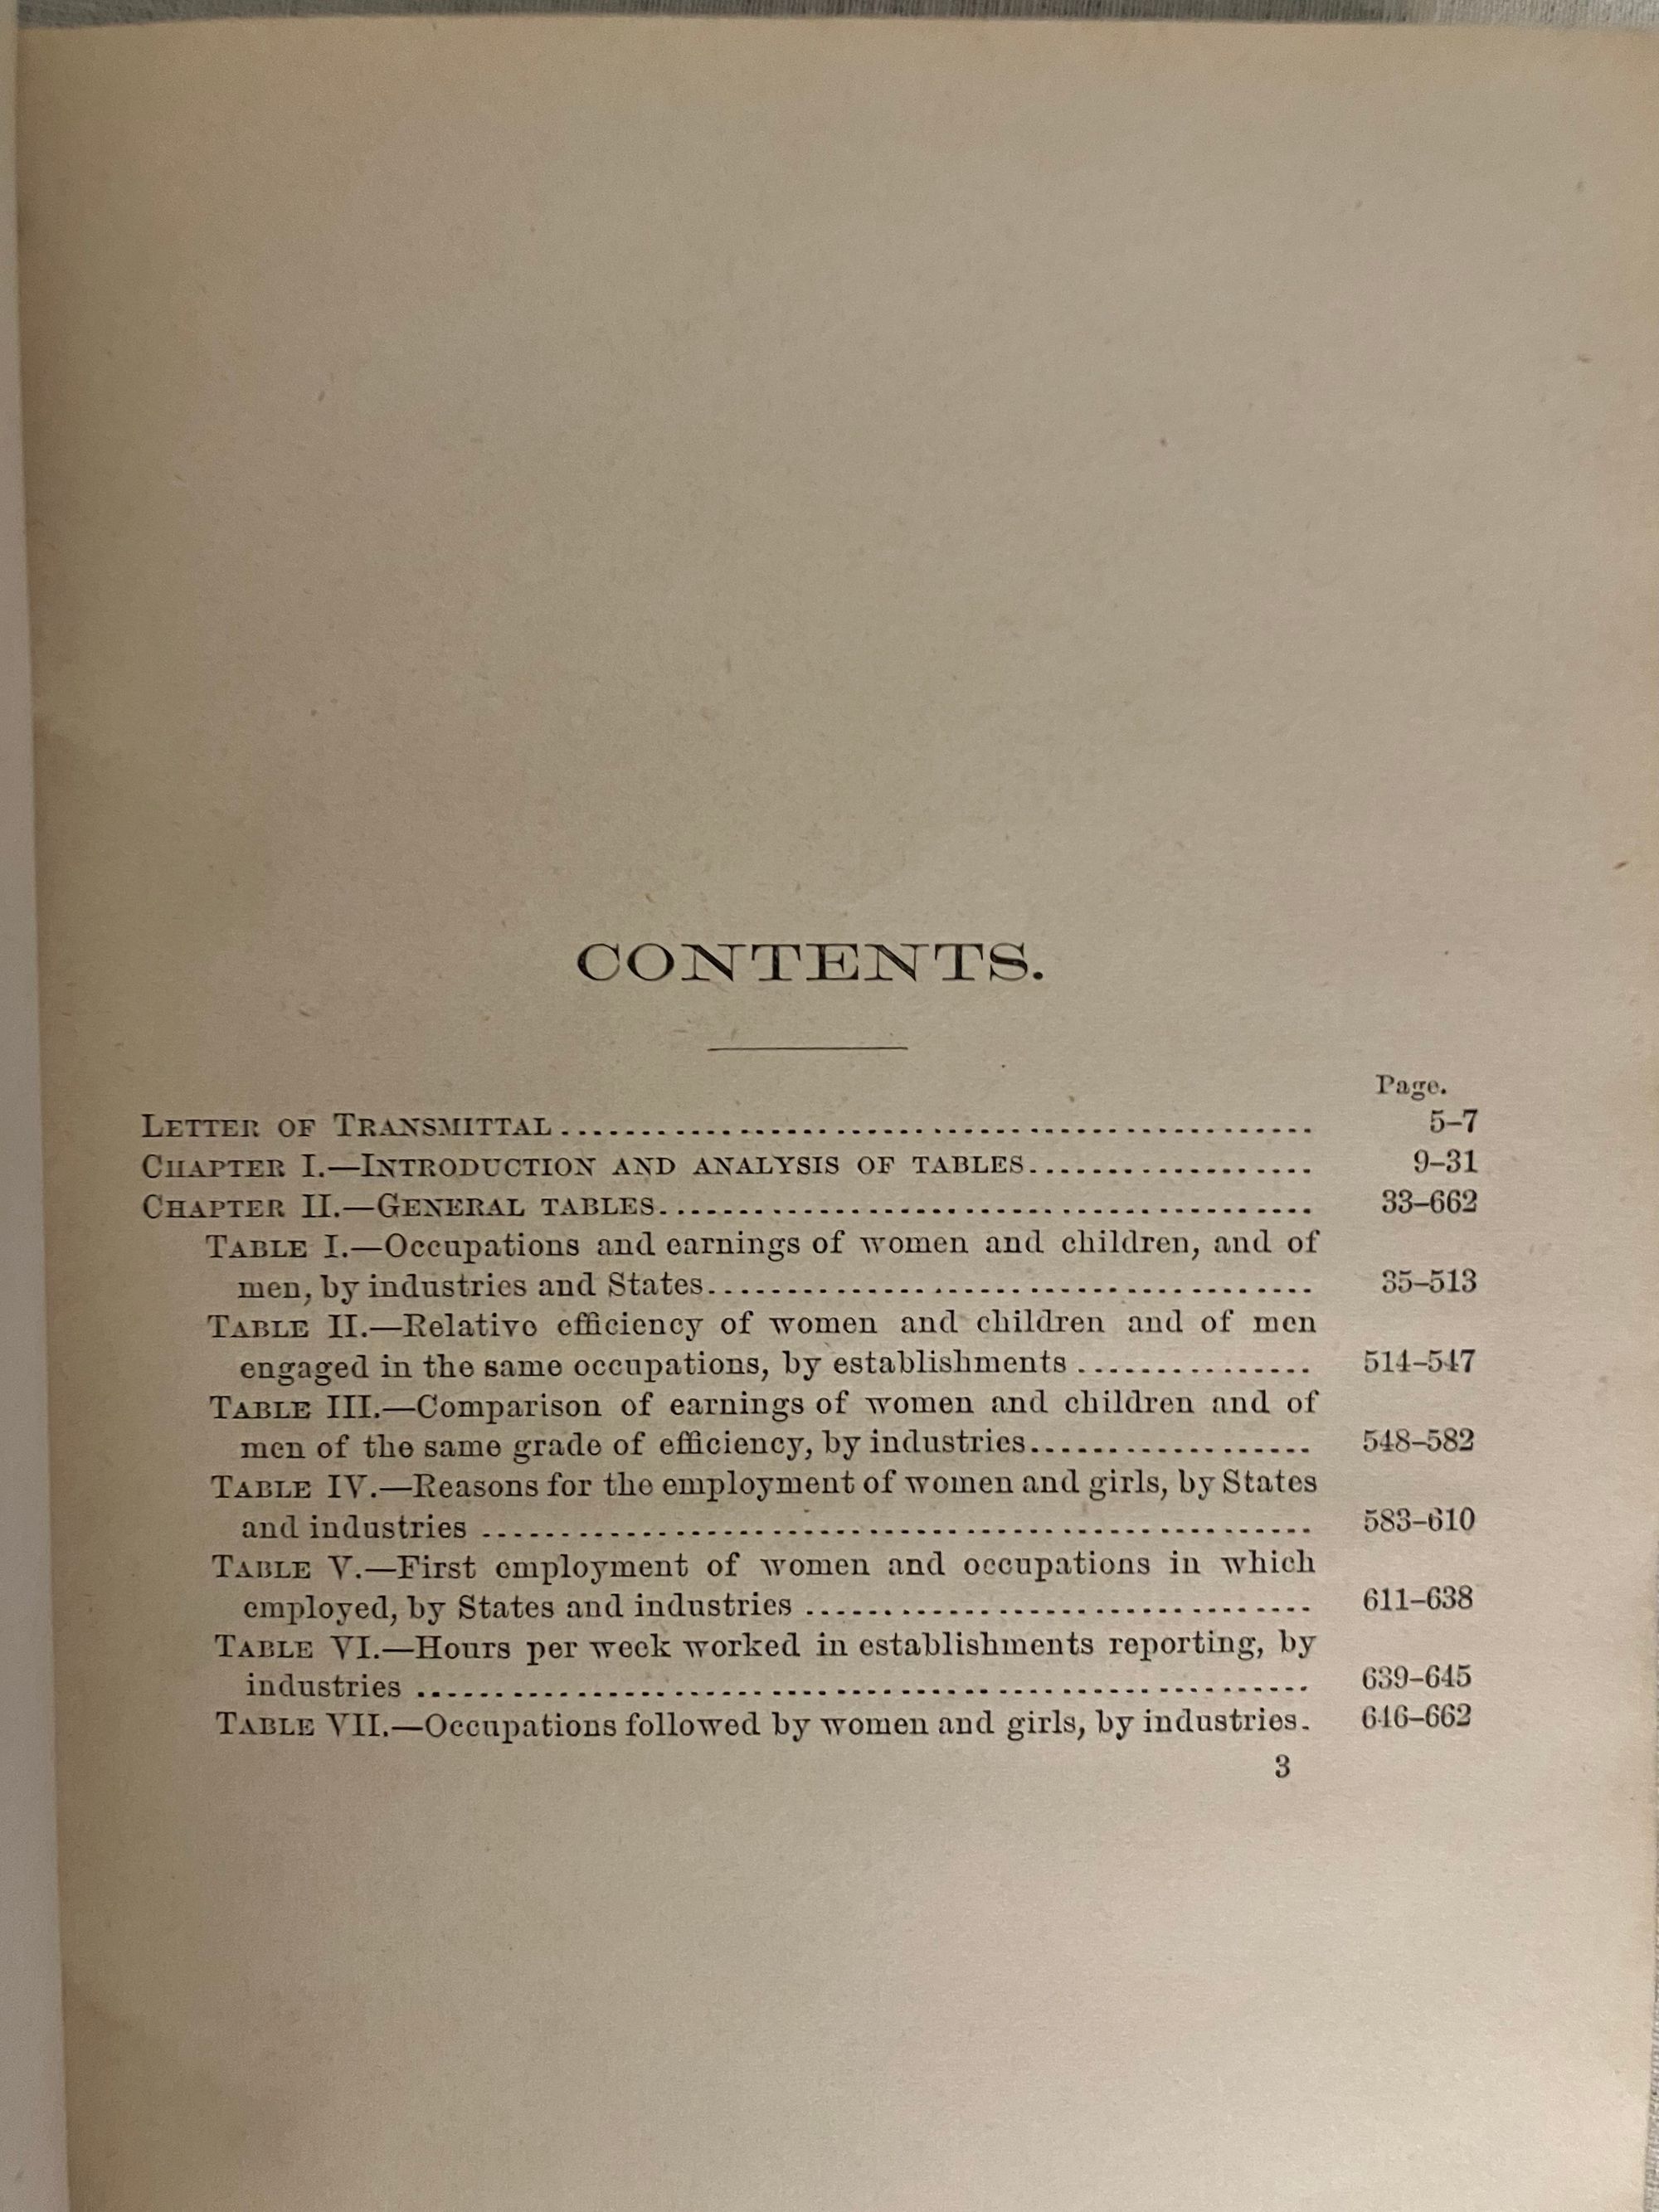 CONTENTS.
Page.
LETTER OF TRANSMITTAL................................................ 5–7
CHAPTER I.—INTRODUCTION AND ANALYSIS OF TABLES.................. 9–31
CHAPTER II.—GENERAL TABLES.......................................... 33–662
TABLE I.—Occupations and earnings of women and children, and of
men, by industries and States...................................... 35–513
TABLE II.—Relative efficiency of women and children and of men
engaged in the same occupations, by establishments............... 514–547
TABLE III.—Comparison of earnings of women and children and of
men of the same grade of efficiency, by industries.................. 548–582
TABLE IV.—Reasons for the employment of women and girls, by States
and industries..................................................... 583–610
TABLE V.—First employment of women and occupations in which
employed, by States and industries................................ 611–638
TABLE VI.—Hours per week worked in establishments reporting, by
industries......................................................... 639–645
TABLE VII.—Occupations followed by women and girls, by industries. 646–662
3